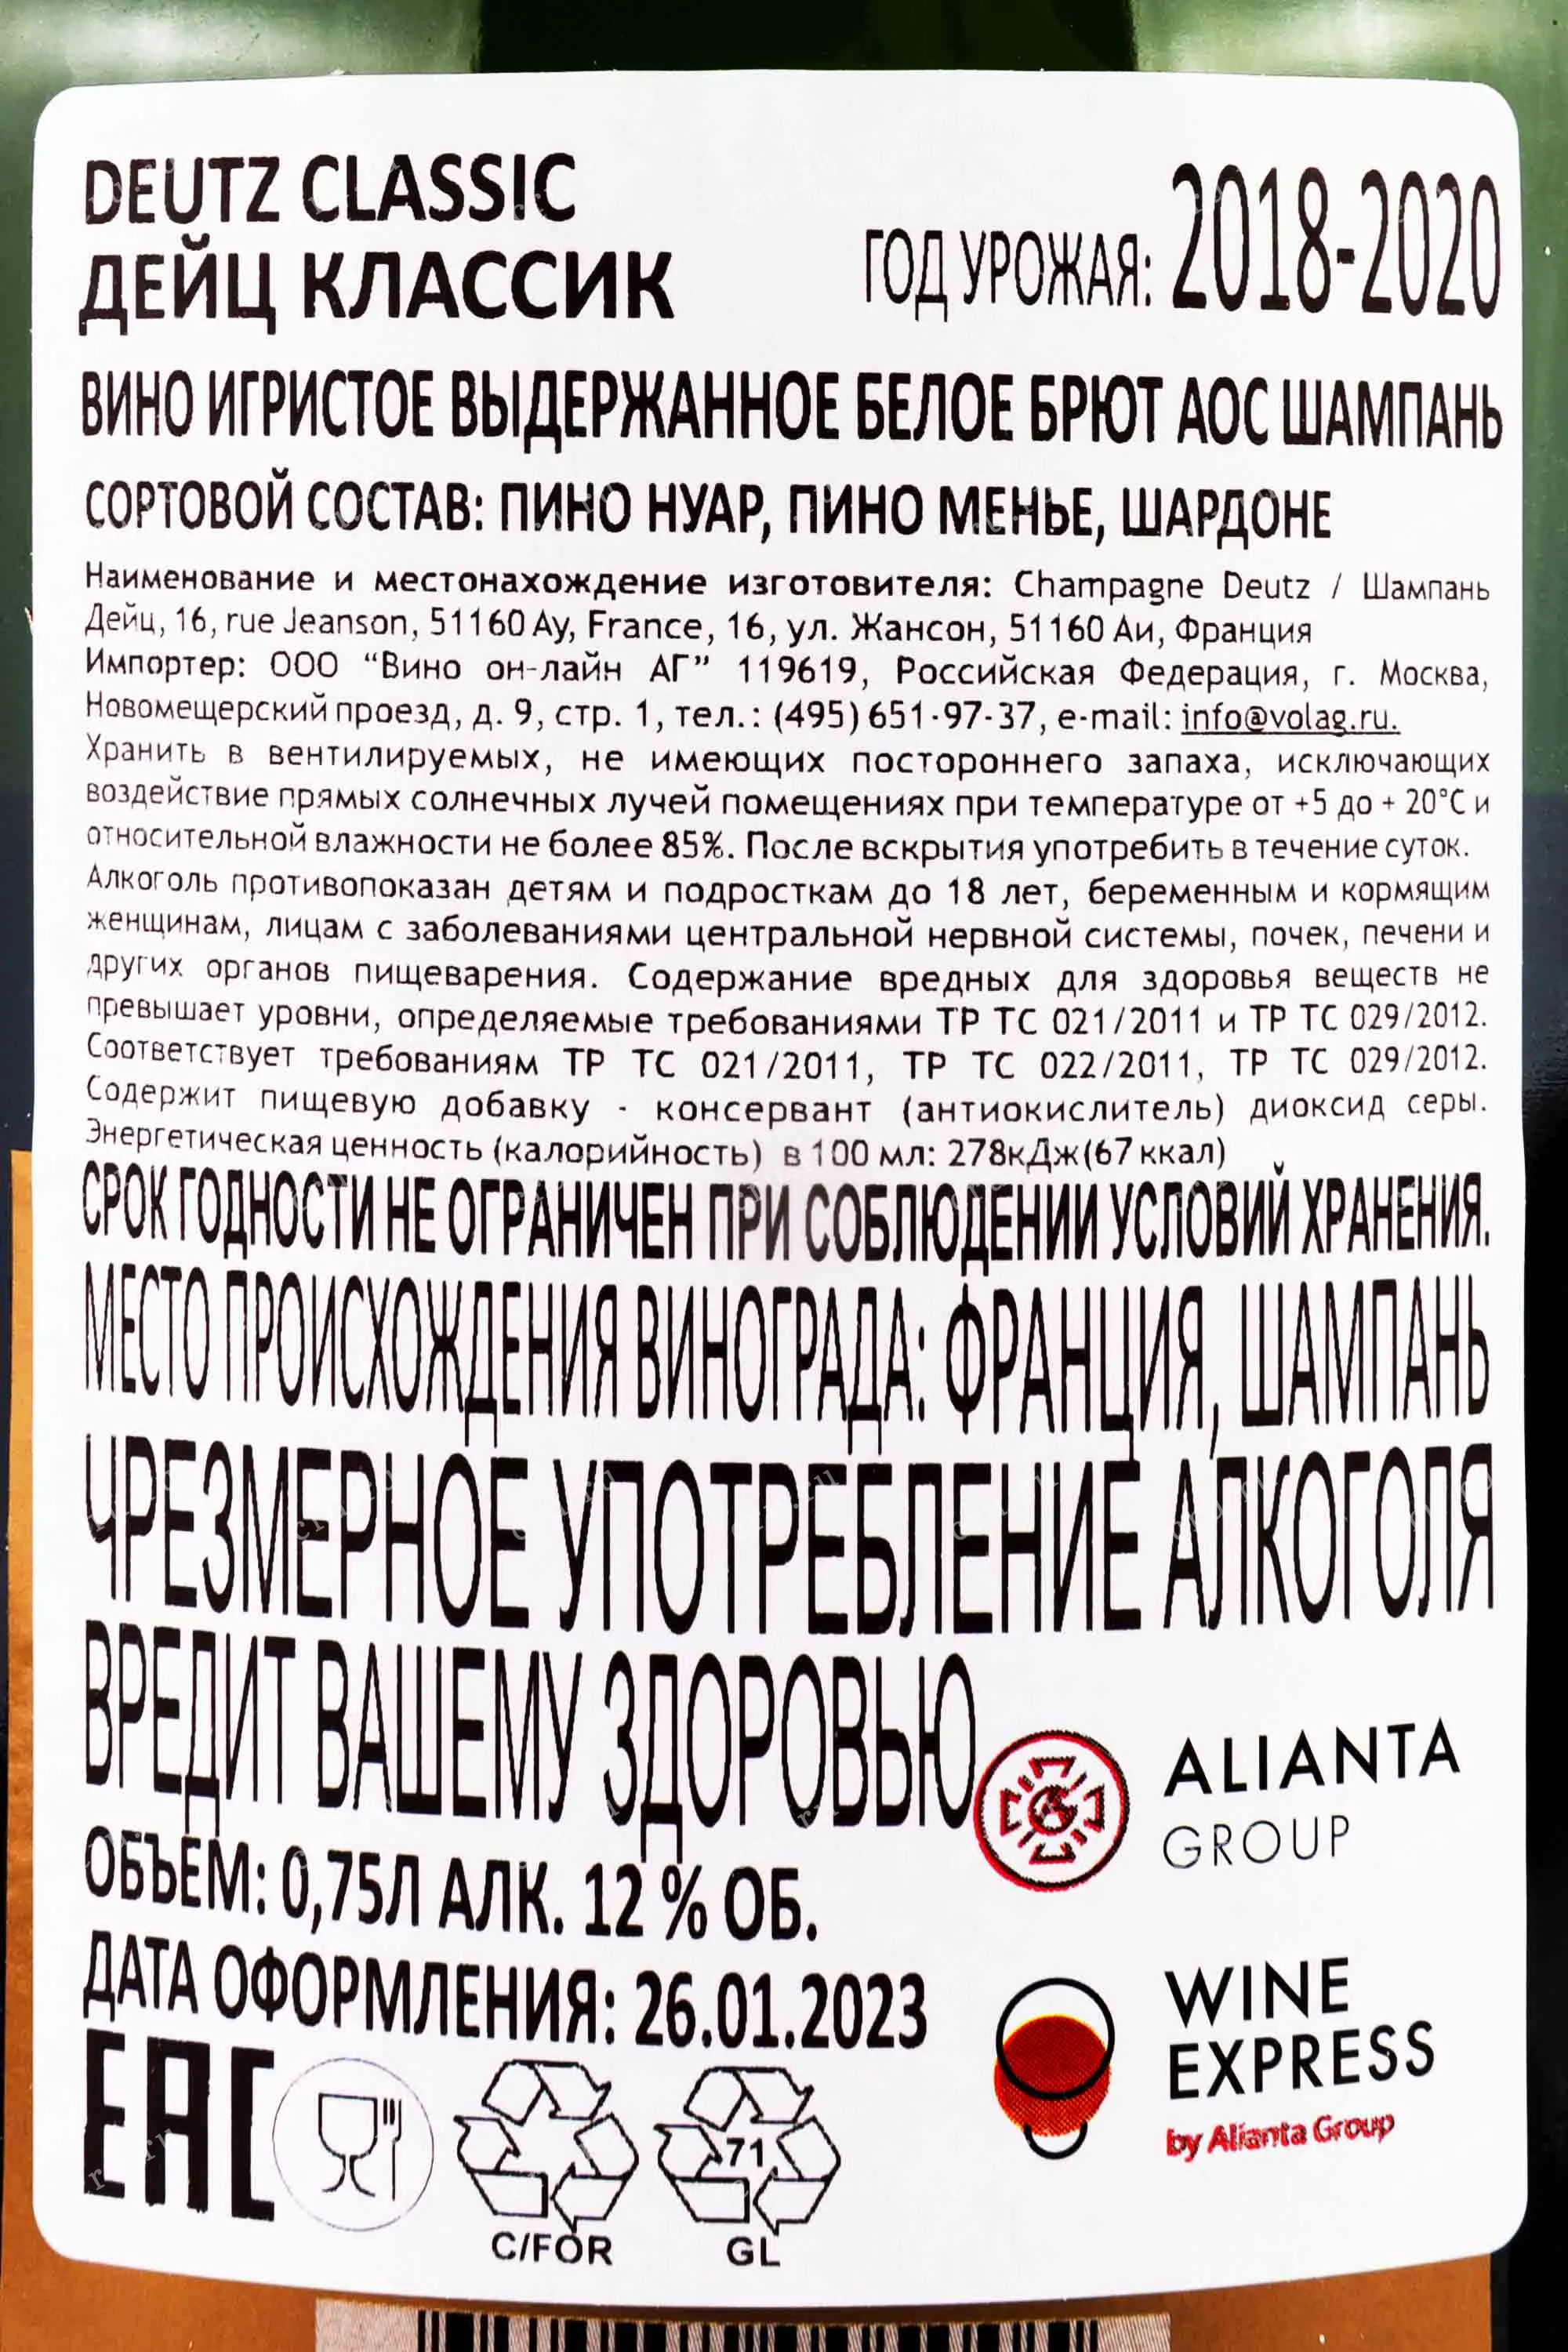 DEUTZ CLASSIC
ДЕЙЦ КЛАССИК
ГОД УРОЖАЯ: 2018-2020
ВИНО ИГРИСТОЕ ВЫДЕРЖАННОЕ БЕЛОЕ БРЮТ АОС ШАМПАНЬ
СОРТОВОЙ СОСТАВ: ПИНО НУАР, ПИНО МЕНЬЕ, ШАРДОНЕ
Наименование и местонахождение изготовителя: Champagne Deutz / Шампань
Дейц, 16, rue Jeanson, 51160 Ay, France, 16, ул. Жансон, 51160 Аи, Франция
Импортер: ООО “Вино он-лайн АГ” 119619, Российская Федерация, г. Москва,
Новомещерский проезд, д. 9, стр. 1, тел.: (495) 651-97-37, e-mail: info@volag.ru.
Хранить в вентилируемых, не имеющих постороннего запаха, исключающих
воздействие прямых солнечных лучей помещениях при температуре от +5 до + 20°С и
относительной влажности не более 85%. После вскрытия употребить в течение суток.
Алкоголь противопоказан детям и подросткам до 18 лет, беременным и кормящим
женщинам, лицам с заболеваниями центральной нервной системы, почек, печени и
других органов пищеварения. Содержание вредных для здоровья веществ не
превышает уровни, определяемые требованиями ТР ТС 021/2011 и ТР ТС 029/2012.
Соответствует требованиям ТР ТС 021/2011, ТР ТС 022/2011, ТР ТС 029/2012.
Содержит пищевую добавку - консервант (антиокислитель) диоксид серы.
Энергетическая ценность (калорийность) в 100 мл: 278кДж(67 ккал)
СРОК ГОДНОСТИ НЕ ОГРАНИЧЕН ПРИ СОБЛЮДЕНИИ УСЛОВИЙ ХРАНЕНИЯ.
МЕСТО ПРОИСХОЖДЕНИЯ ВИНОГРАДА: ФРАНЦИЯ, ШАМПАНЬ
ЧРЕЗМЕРНОЕ УПОТРЕБЛЕНИЕ АЛКОГОЛЯ
ВРЕДИТ ВАШЕМУ ЗДОРОВЬЮ
ALIANTA
GROUP
ОБЪЕМ: 0,75Л АЛК. 12 % ОБ.
ДАТА ОФОРМЛЕНИЯ: 26.01.2023
WINE
EXPRESS
by Alianta Group
EAC
71
C/FOR
GL